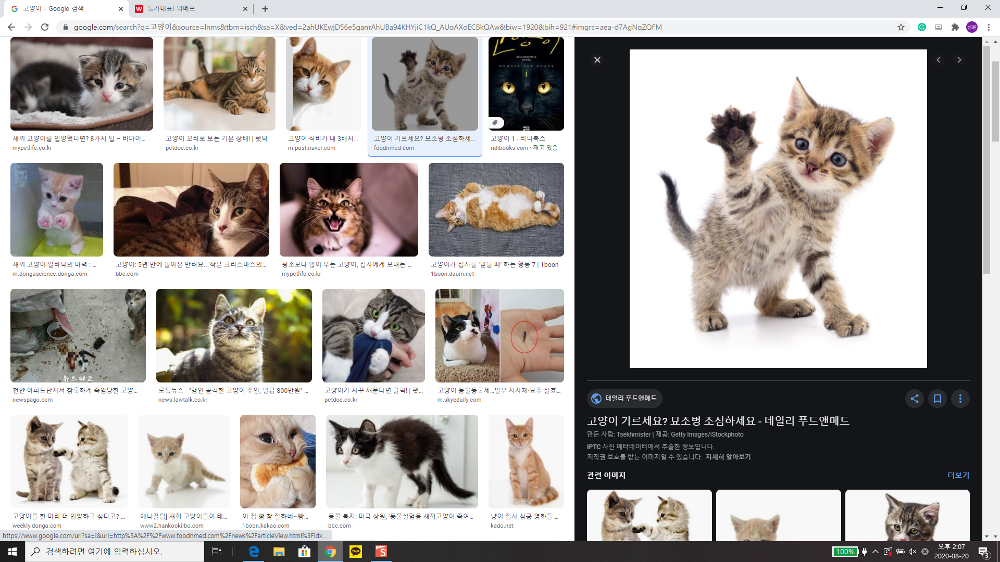 고양이 - Google 검색
특가대표! 위메프
google.com/search?q=고양이&source=lnms&tbm=isch&sa=X&ved=2ahUKEwjD56e5ganrAhUBa94KHYjiC1kQ_AUoAXoECBkQAw&biw=1920&bih=921#imgrc=aea-d7AgNqZQFM
성윤
DEMAIN LES CHATS
1
새끼 고양이를 입양했다면? 8가지 팁 – 비마이...
mypetlife.co.kr
고양이 꼬리로 보는 기분 상태! | 펫닥
petdoc.co.kr
고양이 식비가 내 3배지...
m.post.naver.com
고양이 기르세요? 묘조병 조심하세...
foodnmed.com
고양이 1 - 리디북스
ridibooks.com · 재고 있음
새끼 고양이 발바닥의 마력 : ...
m.dongascience.donga.com
고양이: 5년 만에 돌아온 반려묘...'작은 크리스마스의...
bbc.com
평소보다 많이 우는 고양이, 집사에게 보내는 ...
mypetlife.co.kr
고양이가 집사를 '믿을 때' 하는 행동 7 | 1boon
1boon.daum.net
뉴스파고
천안 아파트단지서 참혹하게 죽임당한 고양...
newspago.com
로톡뉴스 - "행인 공격한 고양이 주인, 벌금 800만원" ...
news.lawtalk.co.kr
고양이가 자꾸 깨문다면 클릭! | 펫...
petdoc.co.kr
고양이 동물등록제...일부 지자체·묘주 실효...
m.skyedaily.com
고양이를 한 마리 더 입양하고 싶다고? ...
weekly.donga.com
애니꿀팁] 새끼 고양이들이 태...
www2.hankookilbo.com
이 집 빵 참 잘하네~빵...
1boon.kakao.com
동물 복지: 미국 상원, '동물실험용 새끼고양이 죽여...
bbc.com
냥이 집사 심쿵 영화들 ...
kado.net
데일리 푸드앤메드
고양이 기르세요? 묘조병 조심하세요 - 데일리 푸드앤메드
만든 사람: Tsekhmister | 제공: Getty Images/iStockphoto
IPTC 사진 메타데이터에서 추출한 정보입니다.
저작권 보호를 받는 이미지일 수 있습니다. 자세히 알아보기
관련 이미지
더보기
https://www.google.com/url?sa=i&url=http%3A%2F%2Fwww.foodnmed.com%2Fnews%2FarticleView.html%3Fidx...
검색하려면 여기에 입력하십시오.
TALK
S
100%
오후 2:07
2020-08-20
3